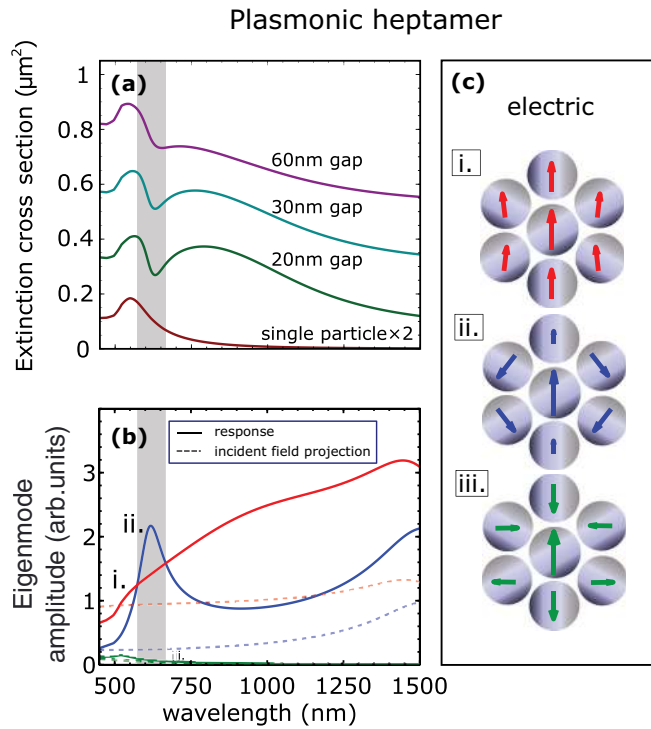 Plasmonic heptamer
(a)
Extinction cross section (μm²)
1
0.8
0.6
0.4
0.2
0
60nm gap
30nm gap
20nm gap
single particle×2
(b)
response
incident field projection
Eigenmode
amplitude (arb.units)
3
2
1
0
i.
ii.
500
750
1000
1250
1500
wavelength (nm)
(c)
electric
i.
ii.
iii.